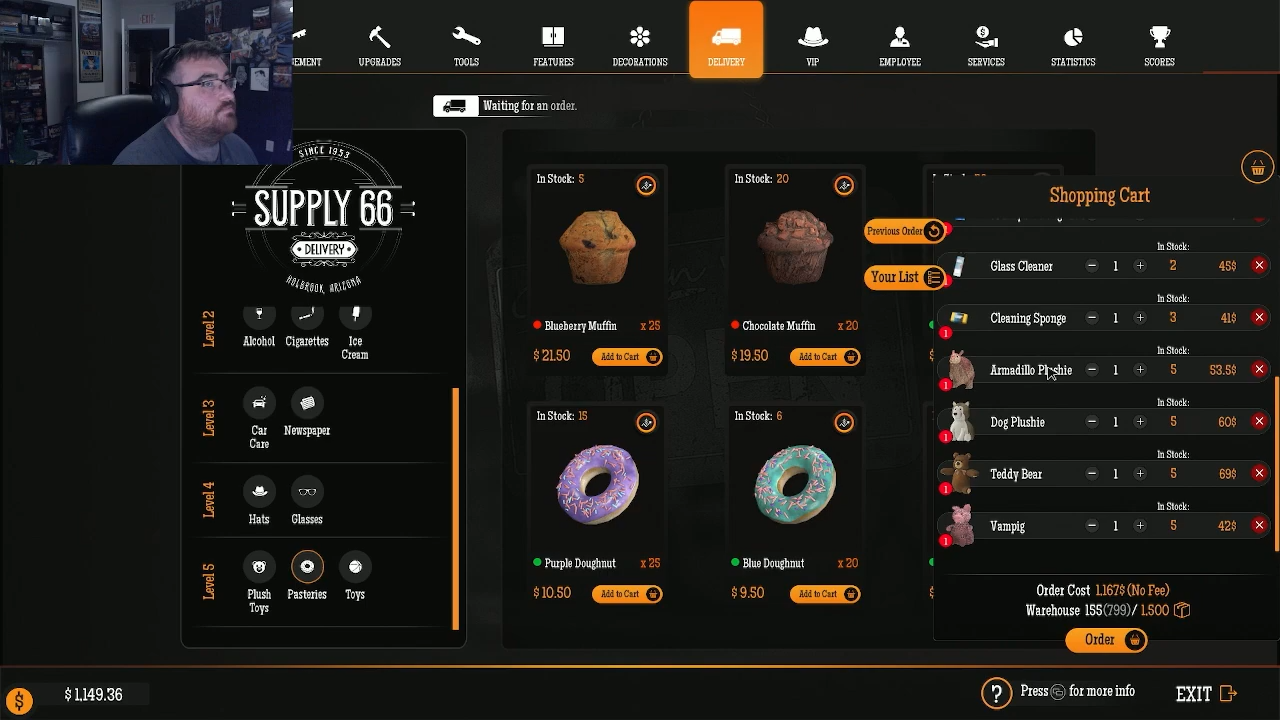 EMENT
UPGRADES
TOOLS
FEATURES
DECORATIONS
DELIVERY
VIP
EMPLOYEE
SERVICES
STATISTICS
SCORES
Waiting for an order.
SINCE 1953
SUPPLY 66
DELIVERY
HOLBROOK, ARIZONA
Level 2
Alcohol
Cigarettes
Ice Cream
Level 3
Car Care
Newspaper
Level 4
Hats
Glasses
Level 5
Plush Toys
Pasteries
Toys
In Stock: 5
Blueberry Muffin x 25
$ 21.50 Add to Cart
In Stock: 20
Chocolate Muffin x 20
$ 19.50 Add to Cart
In Stock: 15
Purple Doughnut x 25
$ 10.50 Add to Cart
In Stock: 6
Blue Doughnut x 20
$ 9.50 Add to Cart
Previous Order
Your List
Shopping Cart
In Stock:
Glass Cleaner 1 2 45$
In Stock:
1 Cleaning Sponge 1 3 41$
In Stock:
1 Armadillo Plushie 1 5 53.5$
In Stock:
1 Dog Plushie 1 5 60$
In Stock:
1 Teddy Bear 1 5 69$
In Stock:
1 Vampig 1 5 42$
Order Cost 1.167$ (No Fee)
Warehouse 155(799)/ 1.500
Order
$ 1,149.36
? Press for more info
EXIT